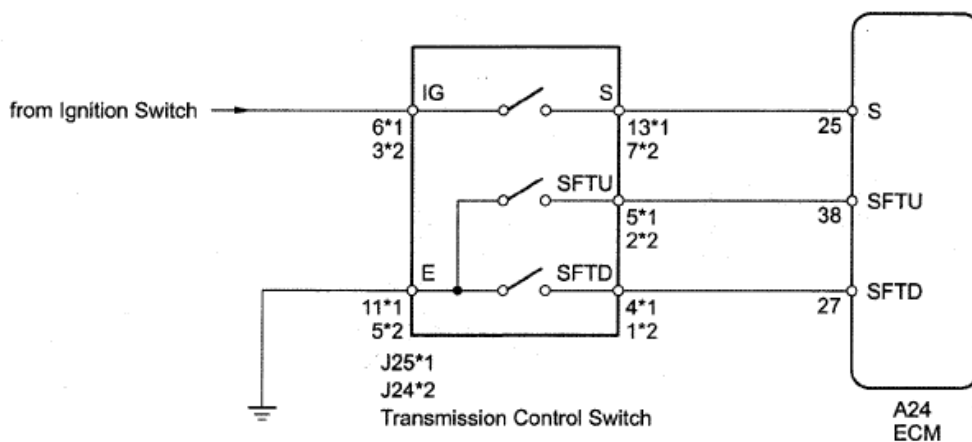 from Ignition Switch
IG
S
6*1
3*2
13*1
7*2
25
S
SFTU
5*1
2*2
38
SFTU
E
SFTD
11*1
5*2
4*1
1*2
27
SFTD
J25*1
J24*2
Transmission Control Switch
A24
ECM